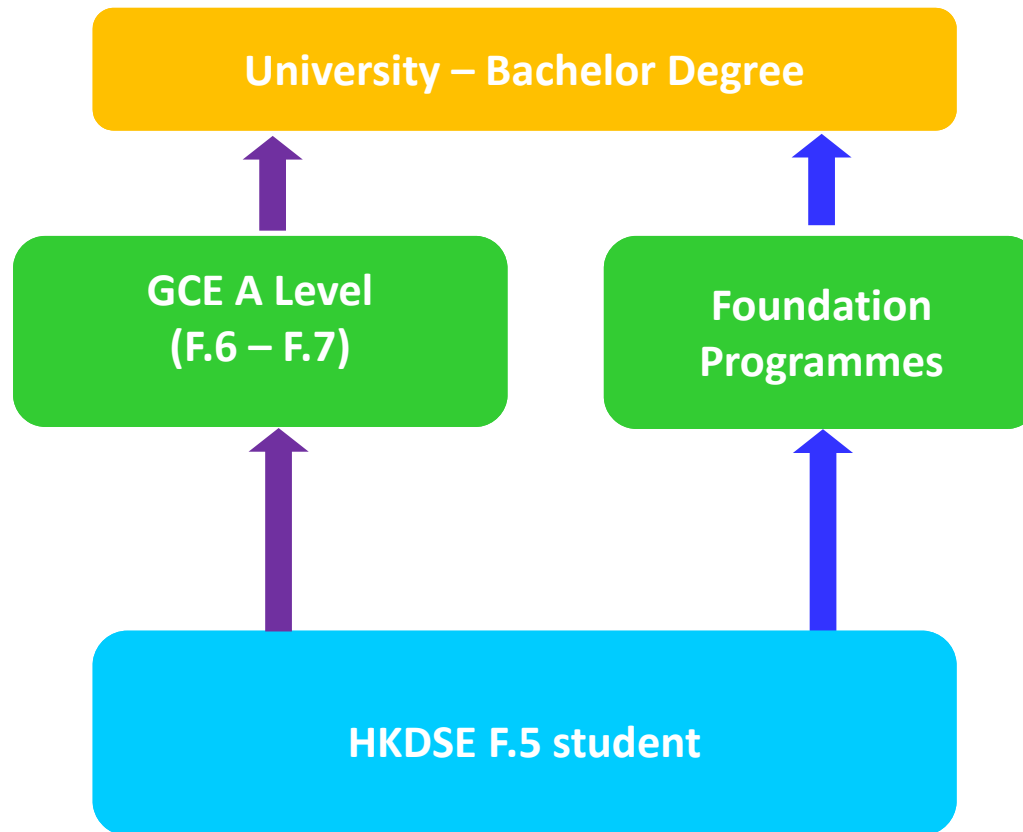 University – Bachelor Degree
GCE A Level
(F.6 – F.7)
Foundation
Programmes
HKDSE F.5 student